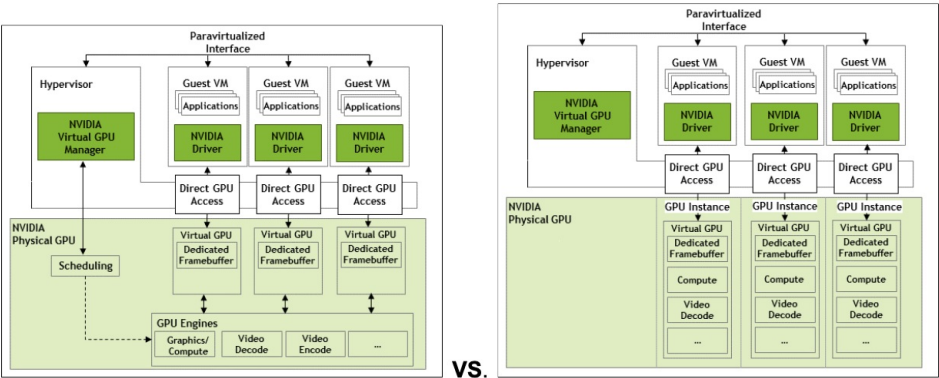 Paravirtualized
Interface
Hypervisor
Guest VM
Guest VM
Guest VM
Applications
Applications
Applications
NVIDIA
Virtual GPU
Manager
NVIDIA
Driver
NVIDIA
Driver
NVIDIA
Driver
Direct GPU
Access
Direct GPU
Access
Direct GPU
Access
NVIDIA
Physical GPU
Scheduling
Virtual GPU
Dedicated
Framebuffer
Virtual GPU
Dedicated
Framebuffer
Virtual GPU
Dedicated
Framebuffer
GPU Engines
Graphics/
Compute
Video
Decode
Video
Encode
...
VS.
Paravirtualized
Interface
Hypervisor
Guest VM
Guest VM
Guest VM
Applications
Applications
Applications
NVIDIA
Virtual GPU
Manager
NVIDIA
Driver
NVIDIA
Driver
NVIDIA
Driver
Direct GPU
Access
Direct GPU
Access
Direct GPU
Access
NVIDIA
Physical GPU
GPU Instance
GPU Instance
GPU Instance
Virtual GPU
Dedicated
Framebuffer
Compute
Video
Decode
...
Virtual GPU
Dedicated
Framebuffer
Compute
Video
Decode
...
Virtual GPU
Dedicated
Framebuffer
Compute
Video
Decode
...